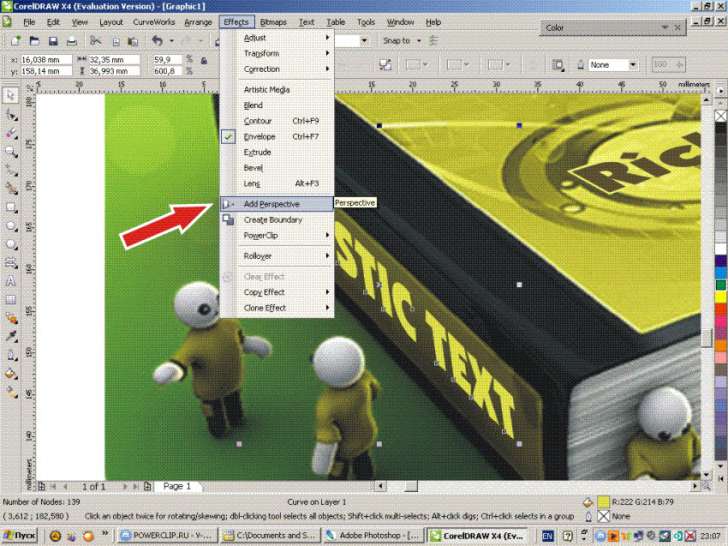 CorelDRAW X4 (Evaluation Version) - [Graphic1]
File Edit View Layout CurveWorks Arrange Effects Bitmaps Text Table Tools Window Help
Color
Snap to
x: 16,038 mm 32,35 mm 59,9 %
y: 158,14 mm 36,993 mm 600,8 %
None
100
Adjust
Transform
Correction
Artistic Media
Blend
Contour Ctrl+F9
Envelope Ctrl+F7
Extrude
Bevel
Lens Alt+F3
Add Perspective
Perspective
Create Boundary
PowerClip
Rollover
Clear Effect
Copy Effect
Clone Effect
millimeters
Rich
STIC TEXT
millimeters
1 of 1
Page 1
Number of Nodes: 139 Curve on Layer 1 R:222 G:214 B:79
( 3,612 ; 182,580 ) Click an object twice for rotating/skewing; dbl-clicking tool selects all objects; Shift+click multi-selects; Alt+click digs; Ctrl+click selects in a group None
Пуск
POWERCLIP.RU - V-...
C:\Documents and S...
Adobe Photoshop - [...
CorelDRAW X4 (Ev...
EN
23:07